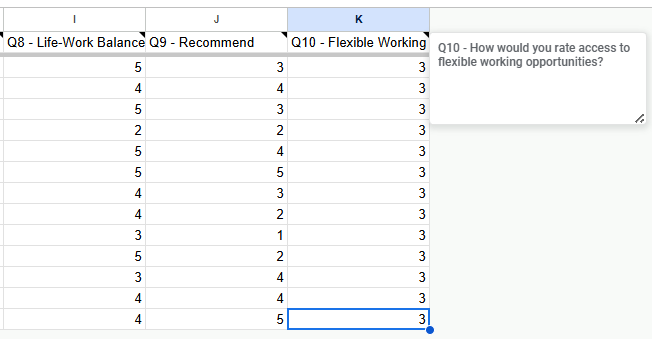 I J K
Q8 - Life-Work Balance Q9 - Recommend Q10 - Flexible Working
5 3 3
4 4 3
5 3 3
2 2 3
5 4 3
5 5 3
4 3 3
4 2 3
3 1 3
5 2 3
3 4 3
4 4 3
4 5 3
Q10 - How would you rate access to
flexible working opportunities?